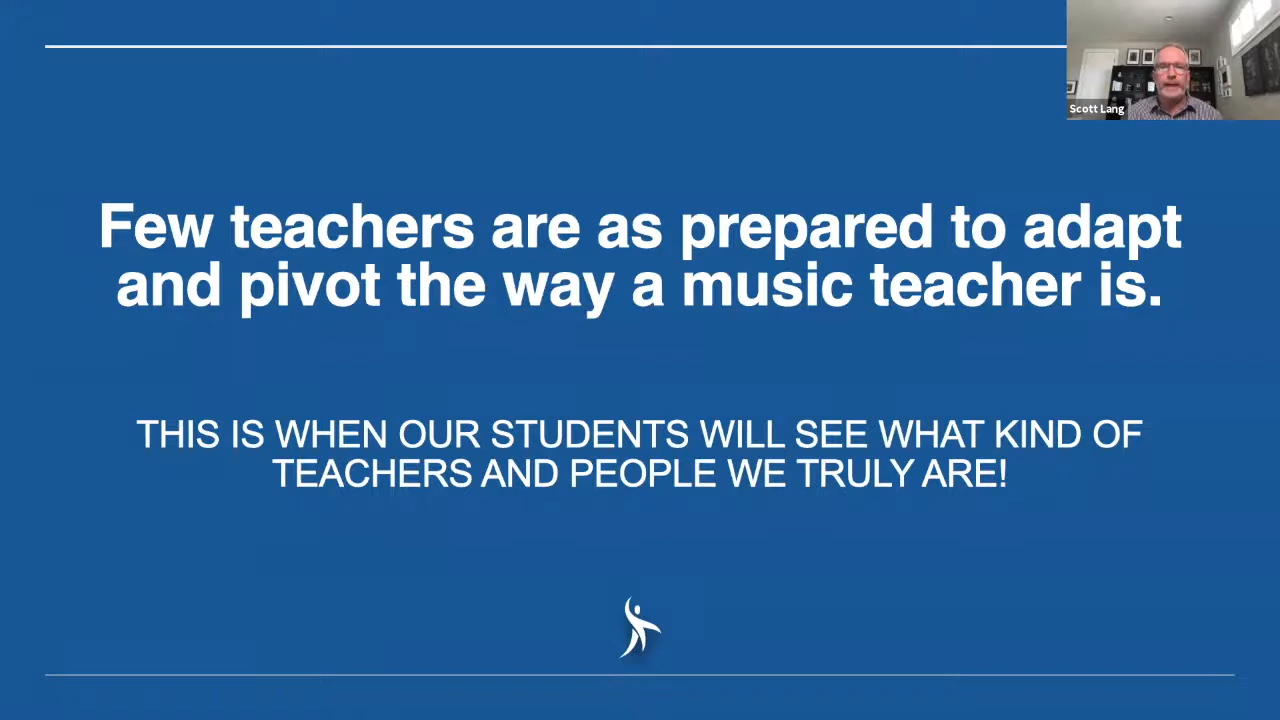 Scott Lang
Few teachers are as prepared to adapt
and pivot the way a music teacher is.
THIS IS WHEN OUR STUDENTS WILL SEE WHAT KIND OF
TEACHERS AND PEOPLE WE TRULY ARE!